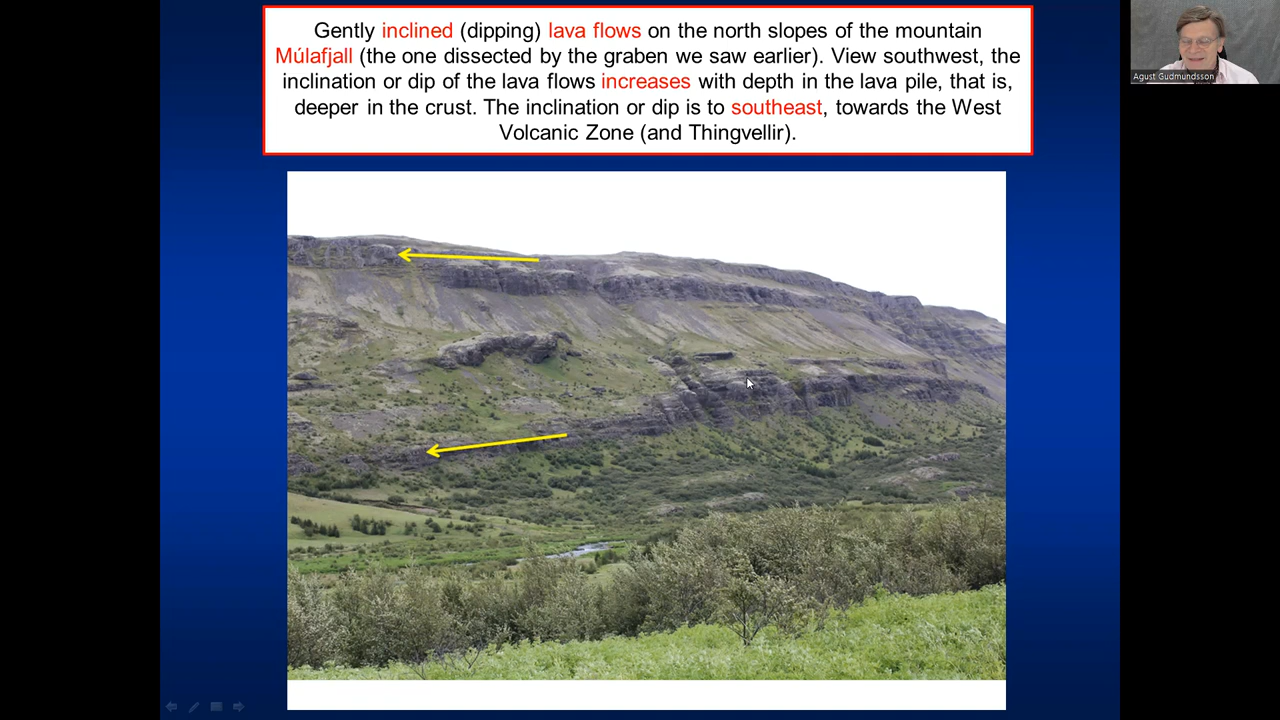 Gently inclined (dipping) lava flows on the north slopes of the mountain
Múlafjall (the one dissected by the graben we saw earlier). View southwest, the
inclination or dip of the lava flows increases with depth in the lava pile, that is,
deeper in the crust. The inclination or dip is to southeast, towards the West
Volcanic Zone (and Thingvellir).
Agust Gudmundsson